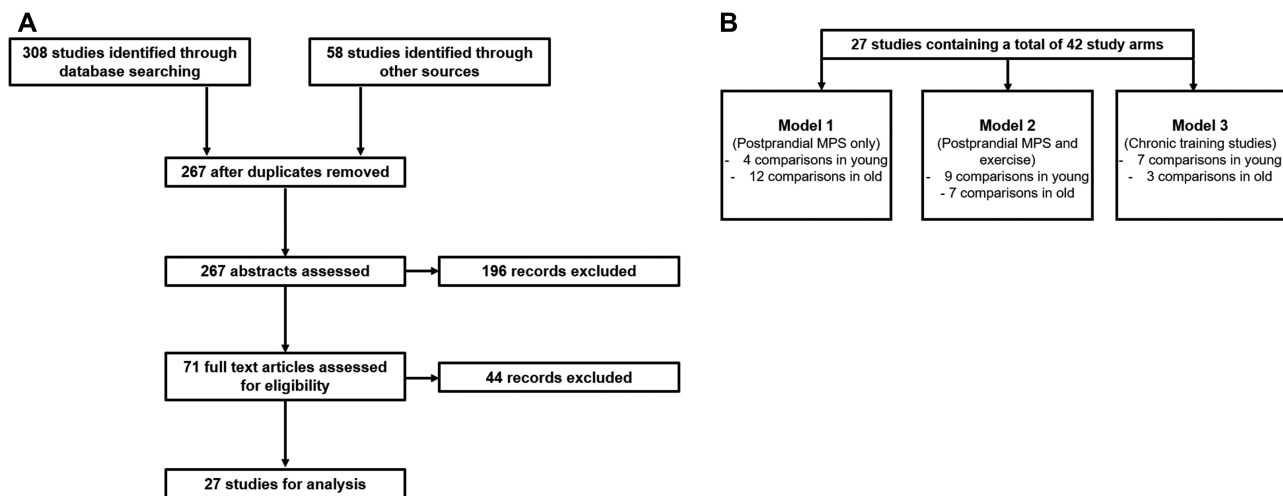 A
308 studies identified through
database searching
58 studies identified through
other sources
267 after duplicates removed
267 abstracts assessed
196 records excluded
71 full text articles assessed
for eligibility
44 records excluded
27 studies for analysis
B
27 studies containing a total of 42 study arms
Model 1
(Postprandial MPS only)
- 4 comparisons in young
- 12 comparisons in old
Model 2
(Postprandial MPS and
exercise)
- 9 comparisons in young
- 7 comparisons in old
Model 3
(Chronic training studies)
- 7 comparisons in young
- 3 comparisons in old